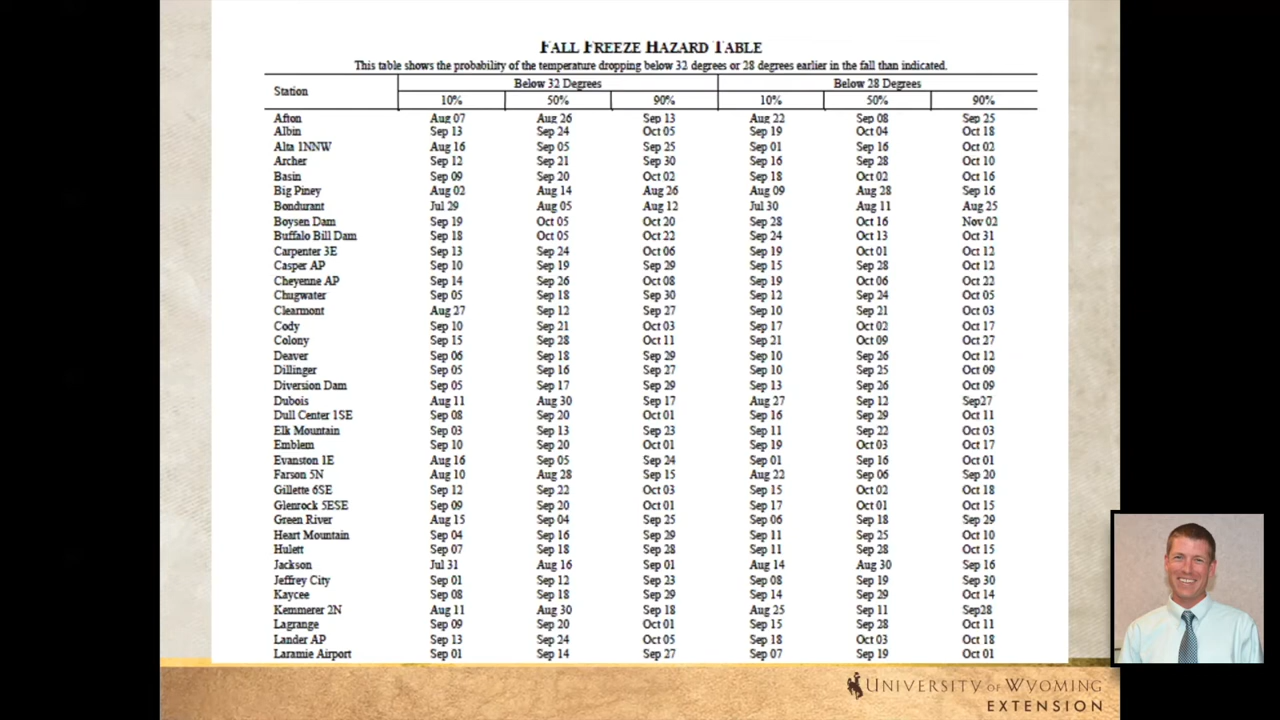 FALL FREEZE HAZARD TABLE
This table shows the probability of the temperature dropping below 32 degrees or 28 degrees earlier in the fall than indicated.
Station Below 32 Degrees Below 28 Degrees
10% 50% 90% 10% 50% 90%
Afton Aug 07 Aug 26 Sep 13 Aug 22 Sep 08 Sep 25
Albin Sep 13 Sep 24 Oct 05 Sep 19 Oct 04 Oct 18
Alta 1NNW Aug 16 Sep 05 Sep 25 Sep 01 Sep 16 Oct 02
Archer Sep 12 Sep 21 Sep 30 Sep 16 Sep 28 Oct 10
Basin Sep 09 Sep 20 Oct 02 Sep 18 Oct 02 Oct 16
Big Piney Aug 02 Aug 14 Aug 26 Aug 09 Aug 28 Sep 16
Bondurant Jul 29 Aug 05 Aug 12 Jul 30 Aug 11 Aug 25
Boysen Dam Sep 19 Oct 05 Oct 20 Sep 28 Oct 16 Nov 02
Buffalo Bill Dam Sep 18 Oct 05 Oct 22 Sep 24 Oct 13 Oct 31
Carpenter 3E Sep 13 Sep 24 Oct 06 Sep 19 Oct 01 Oct 12
Casper AP Sep 10 Sep 19 Sep 29 Sep 15 Sep 28 Oct 12
Cheyenne AP Sep 14 Sep 26 Oct 08 Sep 19 Oct 06 Oct 22
Chugwater Sep 05 Sep 18 Sep 30 Sep 12 Sep 24 Oct 05
Clearmont Aug 27 Sep 12 Sep 27 Sep 10 Sep 21 Oct 03
Cody Sep 10 Sep 21 Oct 03 Sep 17 Oct 02 Oct 17
Colony Sep 15 Sep 28 Oct 11 Sep 21 Oct 09 Oct 27
Deaver Sep 06 Sep 18 Sep 29 Sep 10 Sep 26 Oct 12
Dillinger Sep 05 Sep 16 Sep 27 Sep 10 Sep 25 Oct 09
Diversion Dam Sep 05 Sep 17 Sep 29 Sep 13 Sep 26 Oct 09
Dubois Aug 11 Aug 30 Sep 17 Aug 27 Sep 12 Sep27
Dull Center 1SE Sep 08 Sep 20 Oct 01 Sep 16 Sep 29 Oct 11
Elk Mountain Sep 03 Sep 13 Sep 23 Sep 11 Sep 22 Oct 03
Emblem Sep 10 Sep 20 Oct 01 Sep 19 Oct 03 Oct 17
Evanston 1E Aug 16 Sep 05 Sep 24 Sep 01 Sep 16 Oct 01
Farson 5N Aug 10 Aug 28 Sep 15 Aug 22 Sep 06 Sep 20
Gillette 6SE Sep 12 Sep 22 Oct 03 Sep 15 Oct 02 Oct 18
Glenrock 5ESE Sep 09 Sep 20 Oct 01 Sep 17 Oct 01 Oct 15
Green River Aug 15 Sep 04 Sep 25 Sep 06 Sep 18 Sep 29
Heart Mountain Sep 04 Sep 16 Sep 29 Sep 11 Sep 25 Oct 10
Hulett Sep 07 Sep 18 Sep 28 Sep 11 Sep 28 Oct 15
Jackson Jul 31 Aug 16 Sep 01 Aug 14 Aug 30 Sep 16
Jeffrey City Sep 01 Sep 12 Sep 23 Sep 08 Sep 19 Sep 30
Kaycee Sep 08 Sep 18 Sep 29 Sep 14 Sep 29 Oct 14
Kemmerer 2N Aug 11 Aug 30 Sep 18 Aug 25 Sep 11 Sep28
Lagrange Sep 09 Sep 20 Oct 01 Sep 15 Sep 28 Oct 11
Lander AP Sep 13 Sep 24 Oct 05 Sep 18 Oct 03 Oct 18
Laramie Airport Sep 01 Sep 14 Sep 27 Sep 07 Sep 19 Oct 01
UNIVERSITY OF WYOMING
EXTENSION